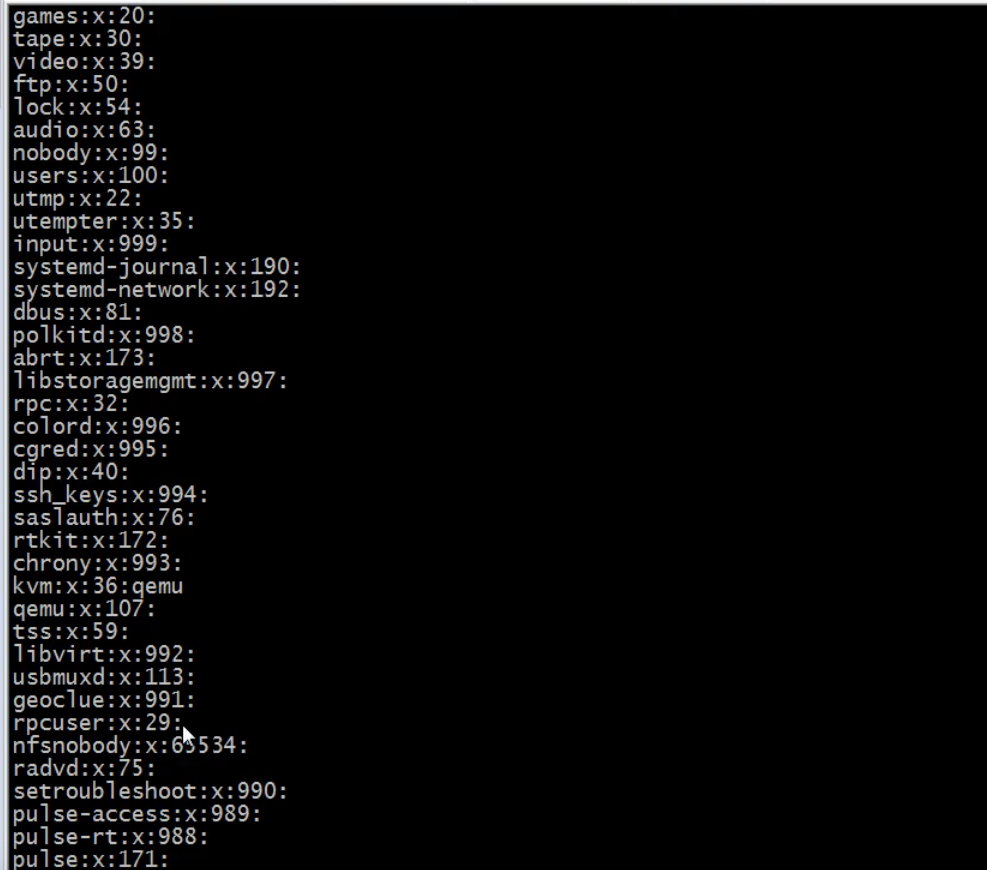 games:x:20:
tape:x:30:
video:x:39:
ftp:x:50:
lock:x:54:
audio:x:63:
nobody:x:99:
users:x:100:
utmp:x:22:
utempter:x:35:
input:x:999:
systemd-journal:x:190:
systemd-network:x:192:
dbus:x:81:
polkitd:x:998:
abrt:x:173:
libstoragemgmt:x:997:
rpc:x:32:
colord:x:996:
cgred:x:995:
dip:x:40:
ssh_keys:x:994:
saslauth:x:76:
rtkit:x:172:
chrony:x:993:
kvm:x:36:qemu
qemu:x:107:
tss:x:59:
libvirt:x:992:
usbmuxd:x:113:
geoclue:x:991:
rpcuser:x:29:
nfsnobody:x:65534:
radvd:x:75:
setroubleshoot:x:990:
pulse-access:x:989:
pulse-rt:x:988:
pulse:x:171: